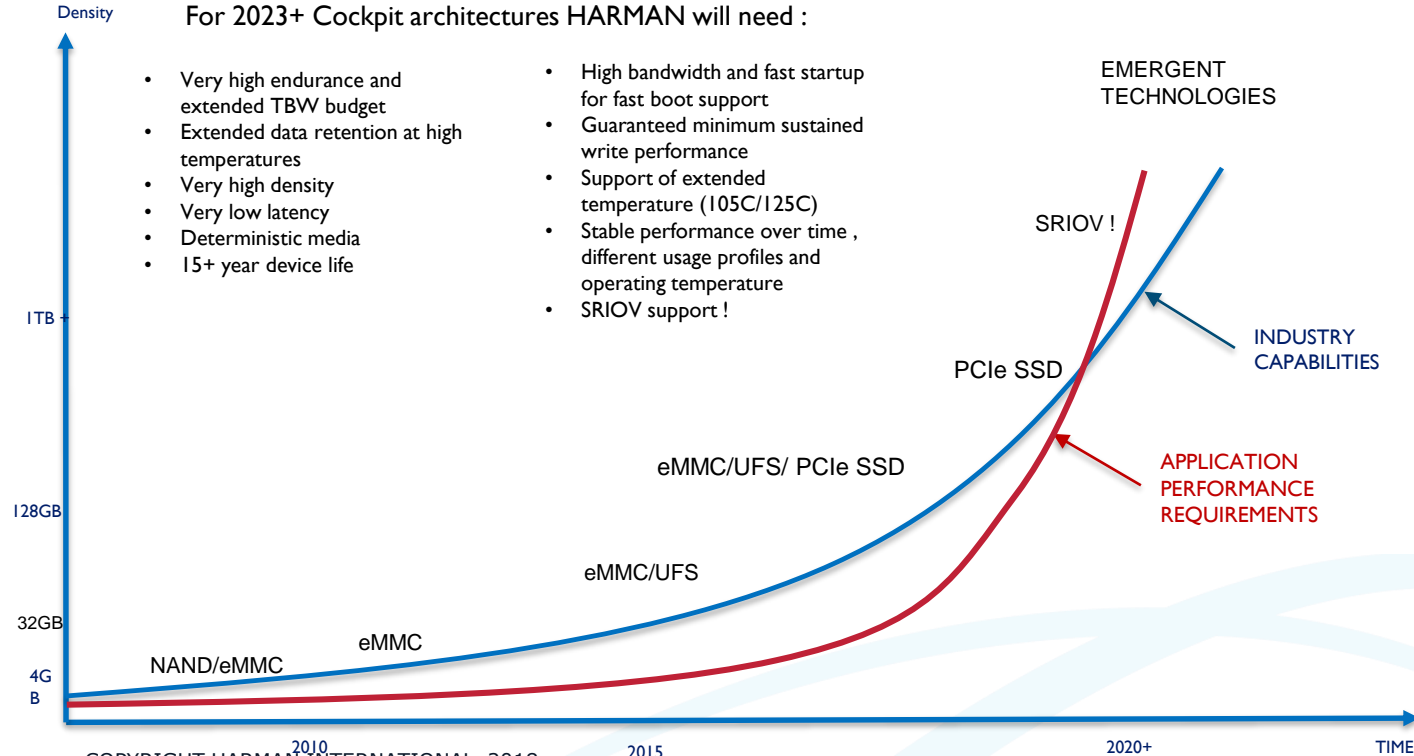 Density
For 2023+ Cockpit architectures HARMAN will need :
• Very high endurance and
extended TBW budget
• Extended data retention at high
temperatures
• Very high density
• Very low latency
• Deterministic media
• 15+ year device life
• High bandwidth and fast startup
for fast boot support
• Guaranteed minimum sustained
write performance
• Support of extended
temperature (105C/125C)
• Stable performance over time ,
different usage profiles and
operating temperature
• SRIOV support !
EMERGENT
TECHNOLOGIES
SRIOV !
1TB +
INDUSTRY
CAPABILITIES
PCIe SSD
eMMC/UFS/ PCIe SSD
APPLICATION
PERFORMANCE
REQUIREMENTS
128GB
eMMC/UFS
32GB
eMMC
NAND/eMMC
4G
B
2010
2015
2020+
TIME
COPYRIGHT HARMAN INTERNATIONAL 2019